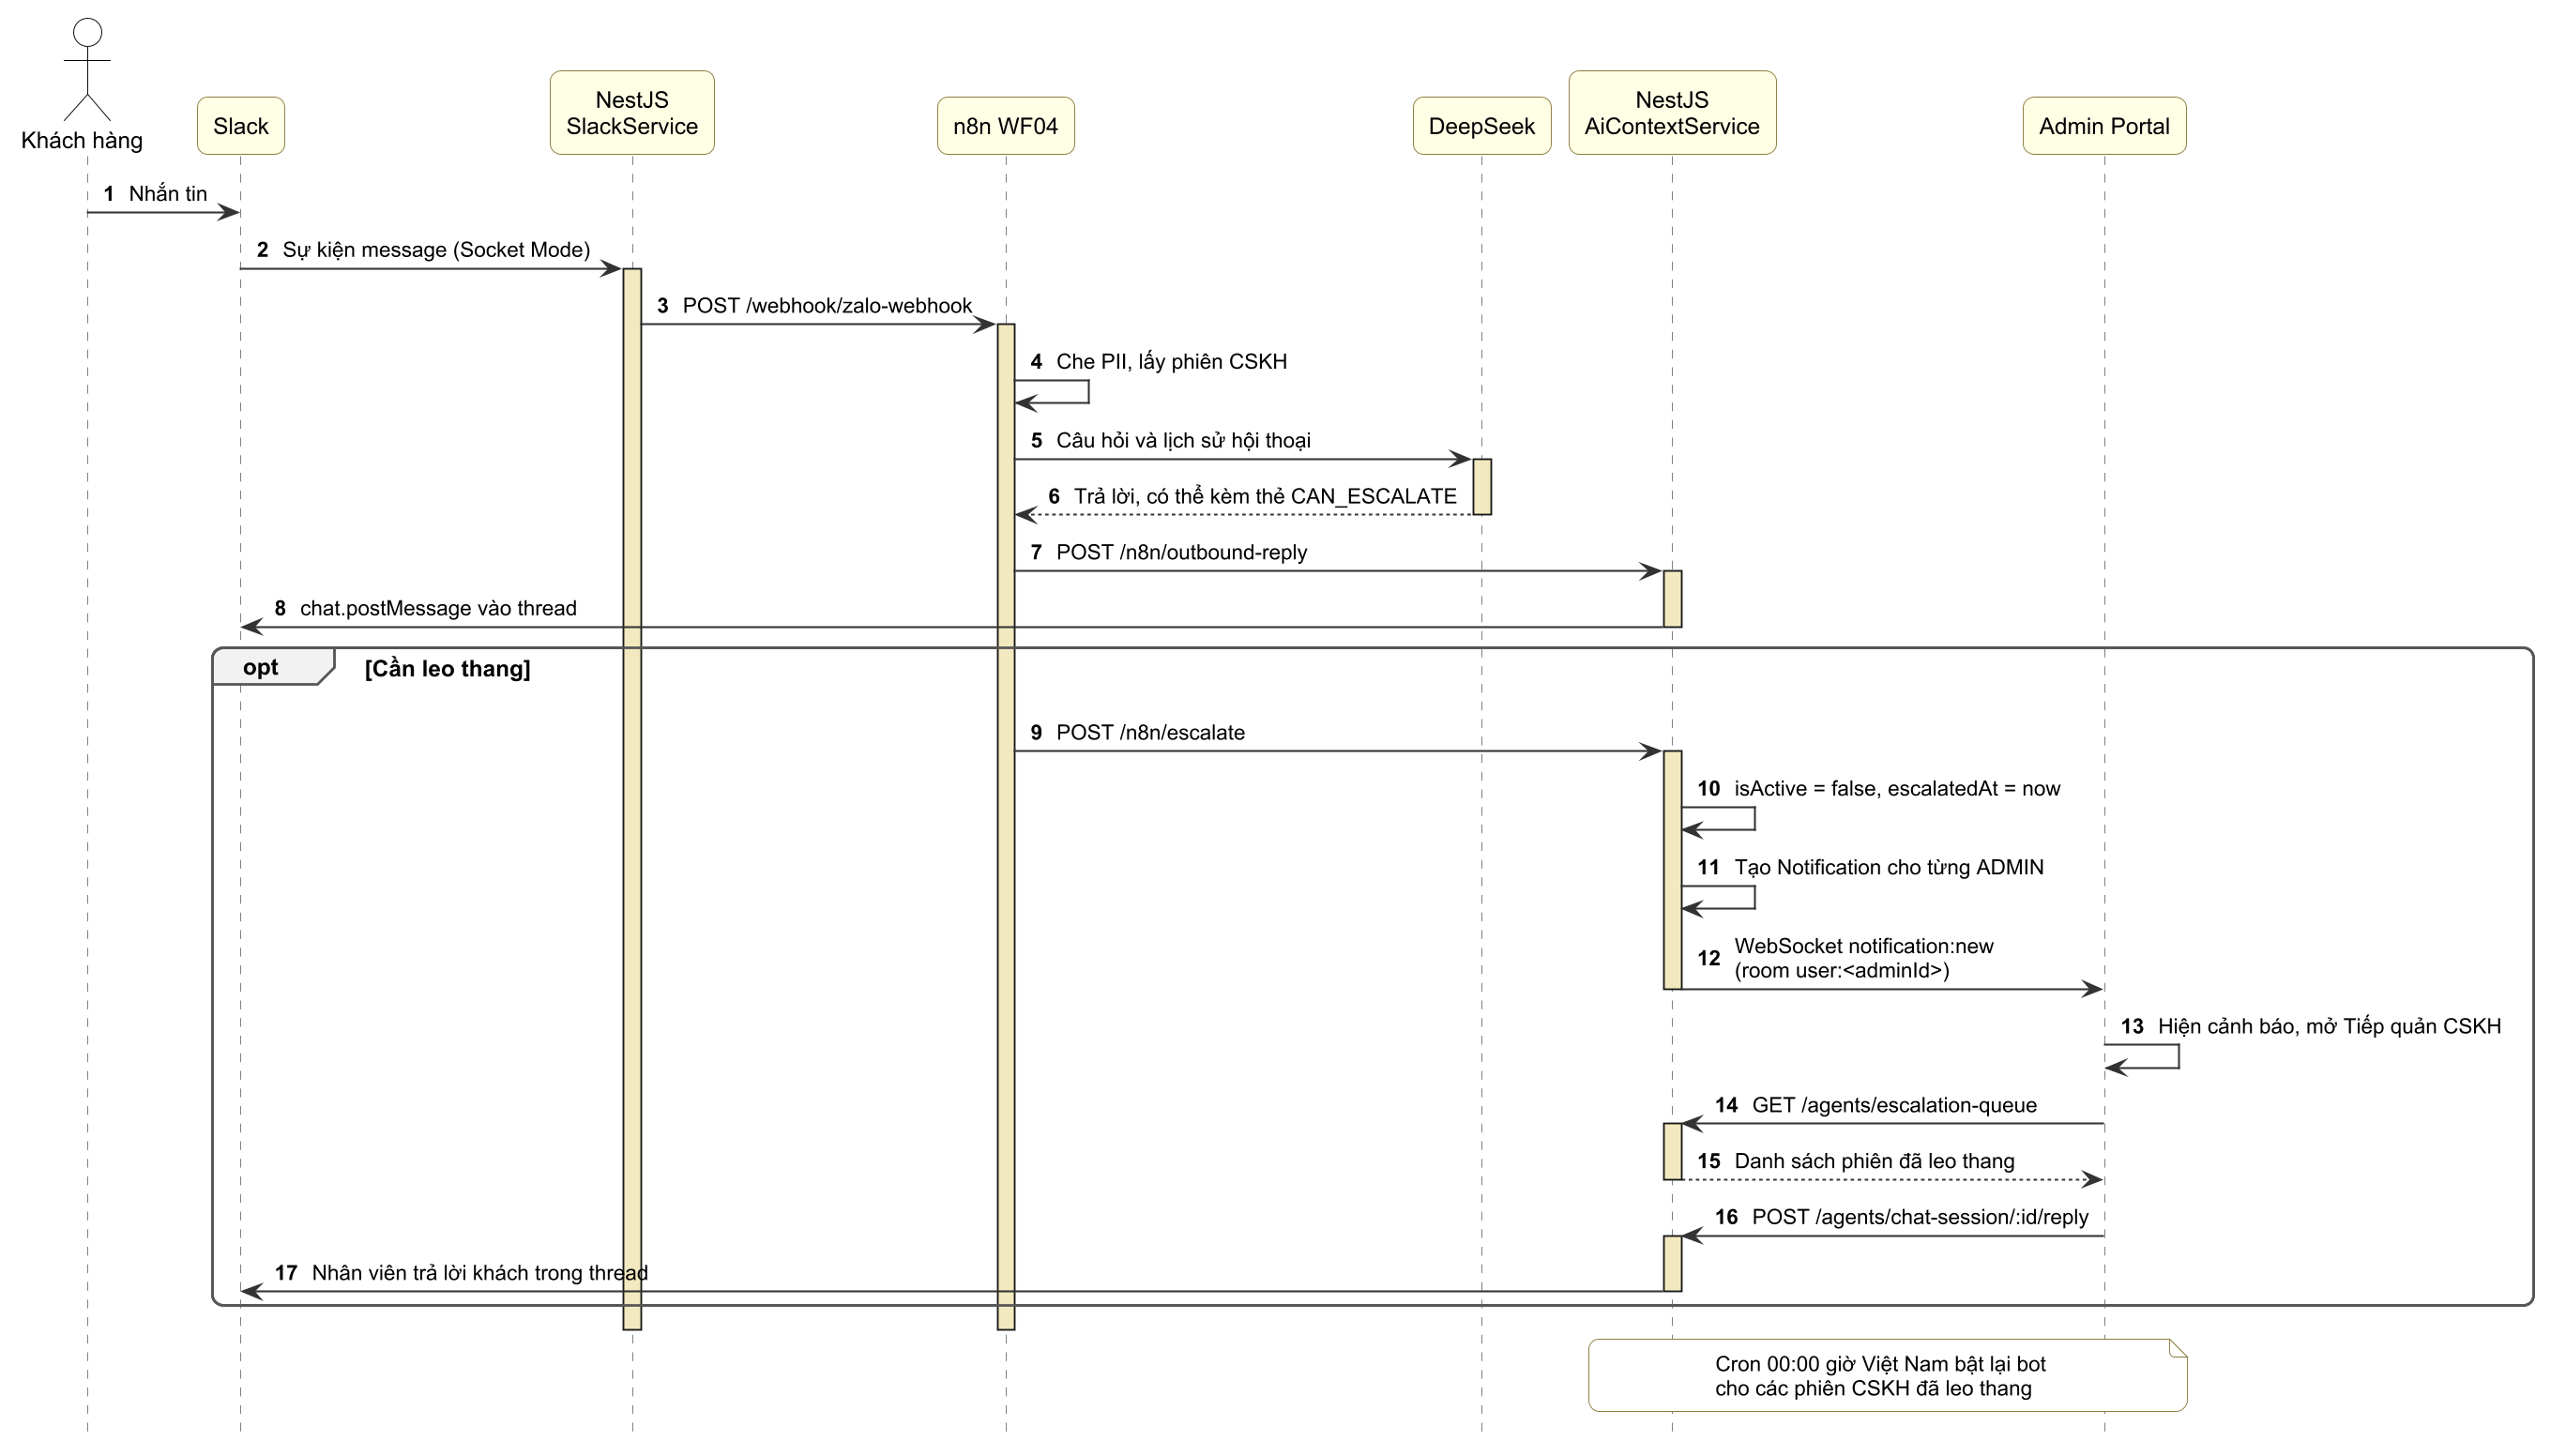 Khách hàng
Slack
NestJS
SlackService
n8n WF04
DeepSeek
NestJS
AiContextService
Admin Portal
1 Nhắn tin
2 Sự kiện message (Socket Mode)
3 POST /webhook/zalo-webhook
4 Che PII, lấy phiên CSKH
5 Câu hỏi và lịch sử hội thoại
6 Trả lời, có thể kèm thẻ CAN_ESCALATE
7 POST /n8n/outbound-reply
8 chat.postMessage vào thread
opt [Cần leo thang]
9 POST /n8n/escalate
10 isActive = false, escalatedAt = now
11 Tạo Notification cho từng ADMIN
12 WebSocket notification:new
(room user:<adminId>)
13 Hiện cảnh báo, mở Tiếp quản CSKH
14 GET /agents/escalation-queue
15 Danh sách phiên đã leo thang
16 POST /agents/chat-session/:id/reply
17 Nhân viên trả lời khách trong thread
Cron 00:00 giờ Việt Nam bật lại bot
cho các phiên CSKH đã leo thang